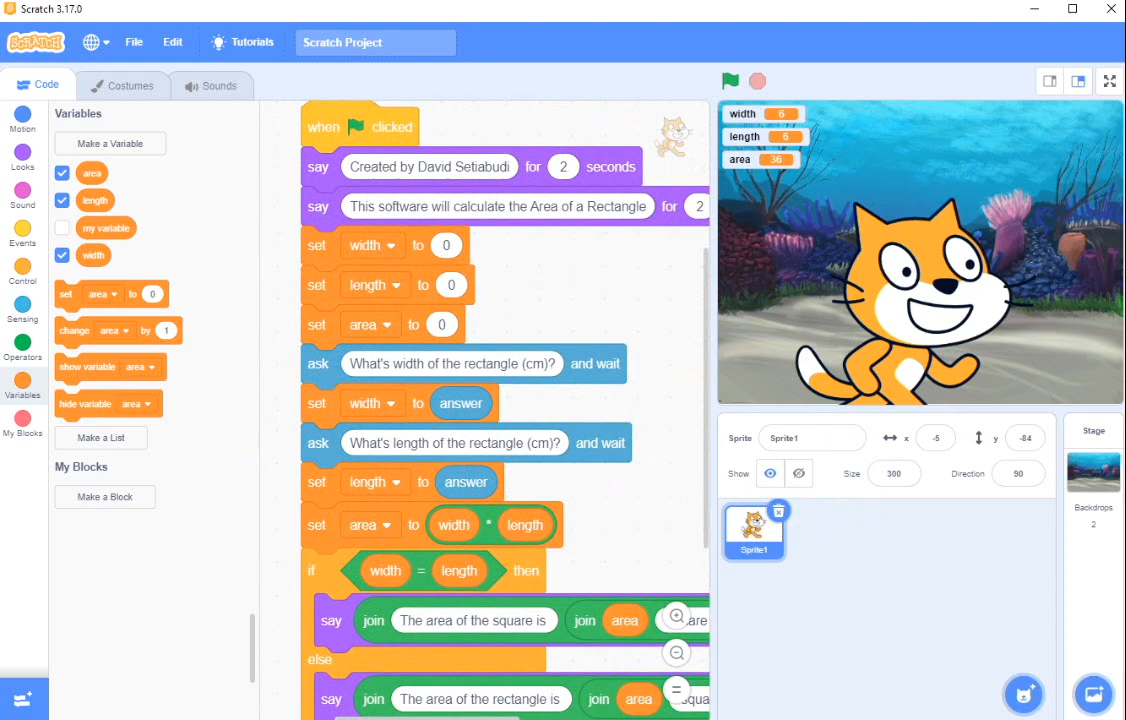 Scratch 3.17.0
SCRATCH File Edit Tutorials Scratch Project
Code Costumes Sounds
Motion
Looks
Sound
Events
Control
Sensing
Operators
Variables
My Blocks
Variables
Make a Variable
area
length
my variable
width
set area to 0
change area by 1
show variable area
hide variable area
Make a List
My Blocks
Make a Block
when clicked
say Created by David Setiabudi for 2 seconds
say This software will calculate the Area of a Rectangle for 2
set width to 0
set length to 0
set area to 0
ask What's width of the rectangle (cm)? and wait
set width to answer
ask What's length of the rectangle (cm)? and wait
set length to answer
set area to width * length
if width = length then
say join The area of the square is join area
else
say join The area of the rectangle is join area
width 6
length 6
area 36
Sprite Sprite1 x -5 y -84
Show Size 300 Direction 90
Sprite1
Stage
Backdrops
2